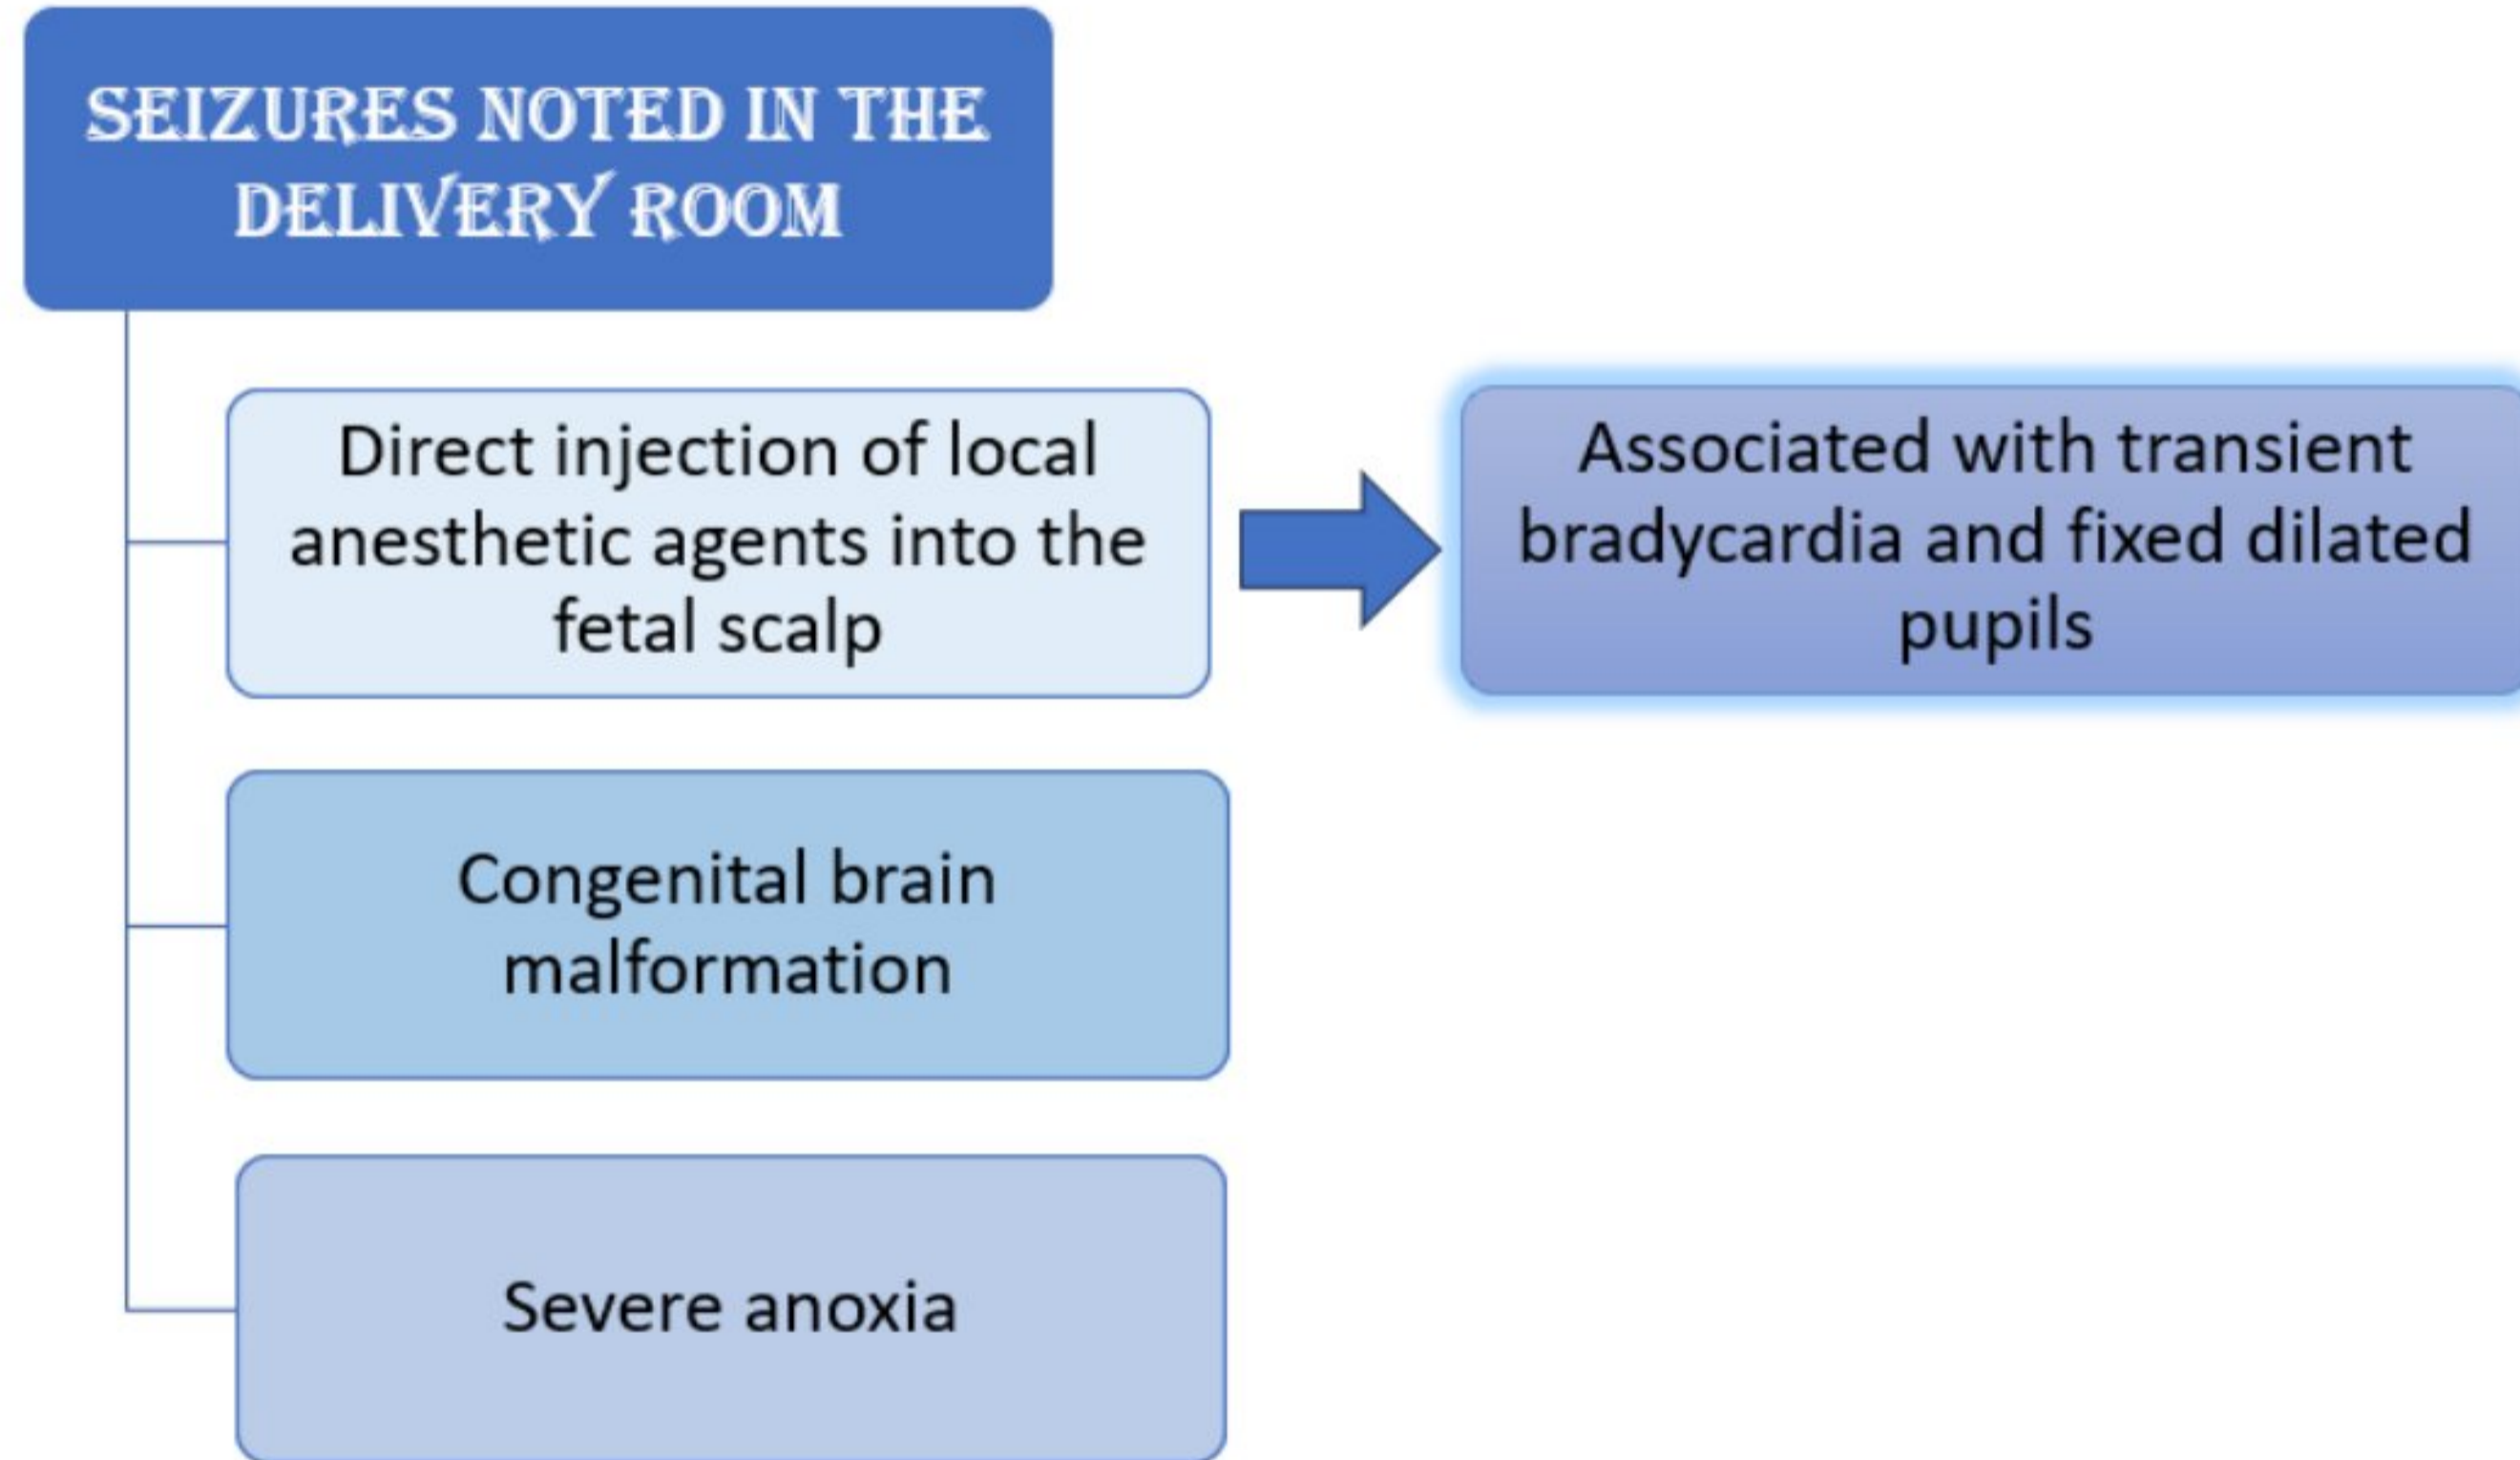 SEIZURES NOTED IN THE
DELIVERY ROOM
Direct injection of local
anesthetic agents into the
fetal scalp
Associated with transient
bradycardia and fixed dilated
pupils
Congenital brain
malformation
Severe anoxia